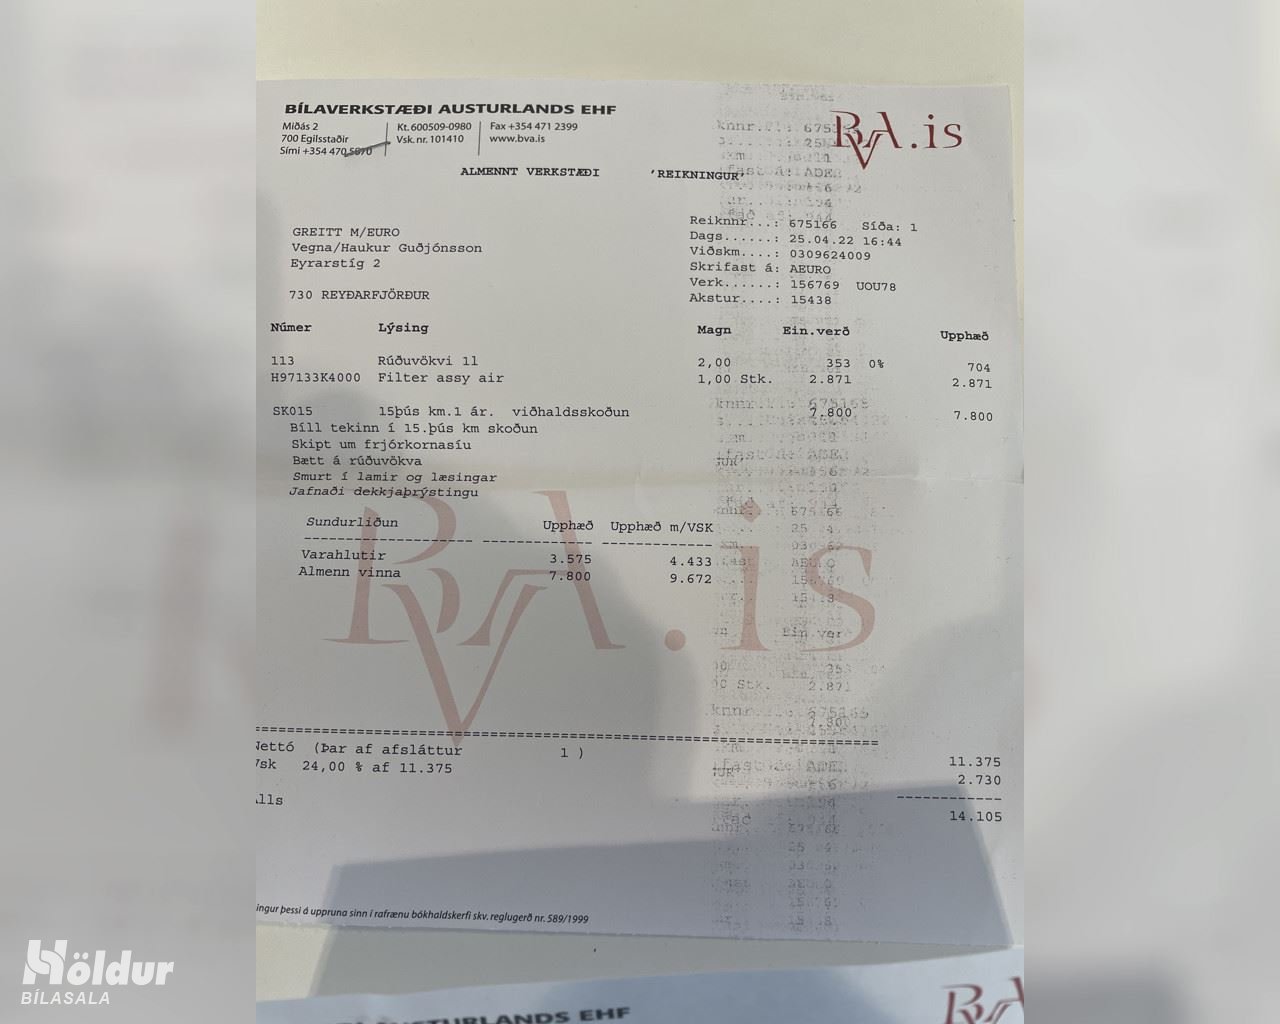 BÍLAVERKSTÆÐI AUSTURLANDS EHF
Miðás 2
700 Egilsstaðir
Sími +354 470 5070
Kt. 600509-0980
Vsk. nr. 101410
Fax +354 471 2399
www.bva.is
BVA.is
ALMENNT VERKSTÆÐI 'REIKNINGUR'
GREITT M/EURO
Vegna/Haukur Guðjónsson
Eyrarstíg 2
730 REYÐARFJÖRÐUR
Reiknnr...: 675166 Síða: 1
Dags......: 25.04.22 16:44
Viðskm....: 0309624009
Skrifast á: AEURO
Verk......: 156769 UOU78
Akstur....: 15438
Númer Lýsing Magn Ein.verð Upphæð
113 Rúðuvökvi 1l 2,00 353 0% 704
H97133K4000 Filter assy air 1,00 Stk. 2.871 2.871
SK015 15þús km.1 ár. viðhaldsskoðun 7.800 7.800
Bíll tekinn í 15.þús km skoðun
Skipt um frjórkornasíu
Bætt á rúðuvökva
Smurt í lamir og læsingar
Jafnaði dekkjaþrýstingu
Sundurliðun Upphæð Upphæð m/VSK
Varahlutir 3.575 4.433
Almenn vinna 7.800 9.672
BVA.is
Nettó (Þar af afsláttur 1 ) 11.375
Vsk 24,00 % af 11.375 2.730
Alls 14.105
ingur þessi á uppruna sinn í rafrænu bókhaldskerfi skv. reglugerð nr. 589/1999
AUSTURLANDS EHF
Höldur
BÍLASALA